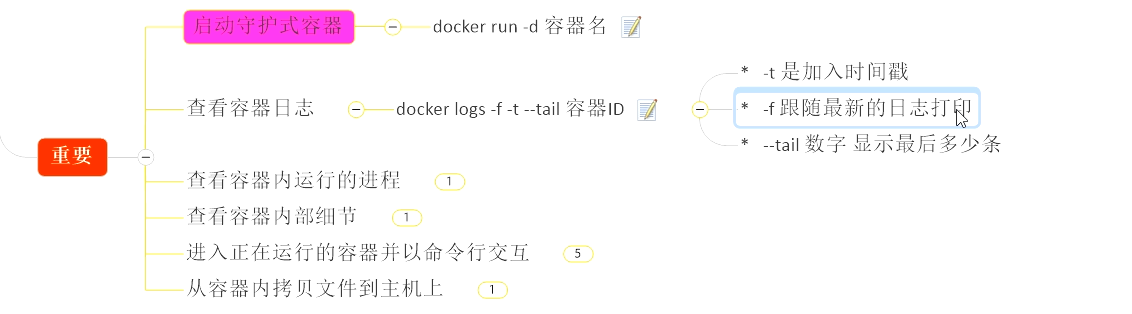 启动守护式容器
docker run -d 容器名
查看容器日志
docker logs -f -t --tail 容器ID
* -t 是加入时间戳
* -f 跟随最新的日志打印
* --tail 数字 显示最后多少条
重要
查看容器内运行的进程 1
查看容器内部细节 1
进入正在运行的容器并以命令行交互 5
从容器内拷贝文件到主机上 1